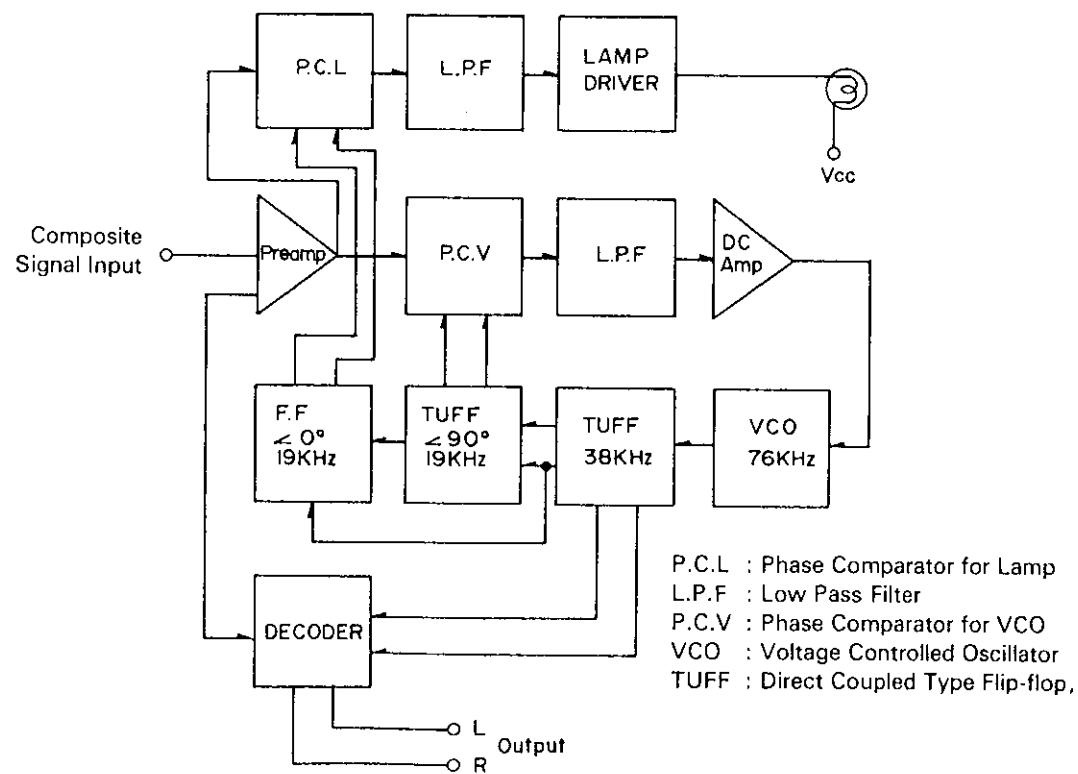 P.C.L
L.P.F
LAMP
DRIVER
Vcc
Composite
Signal Input
Preamp
P.C.V
L.P.F
DC
Amp
F.F
∠ 0°
19KHz
TUFF
∠ 90°
19KHz
TUFF
38KHz
VCO
76KHz
DECODER
L
R
Output
P.C.L : Phase Comparator for Lamp
L.P.F : Low Pass Filter
P.C.V : Phase Comparator for VCO
VCO : Voltage Controlled Oscillator
TUFF : Direct Coupled Type Flip-flop,